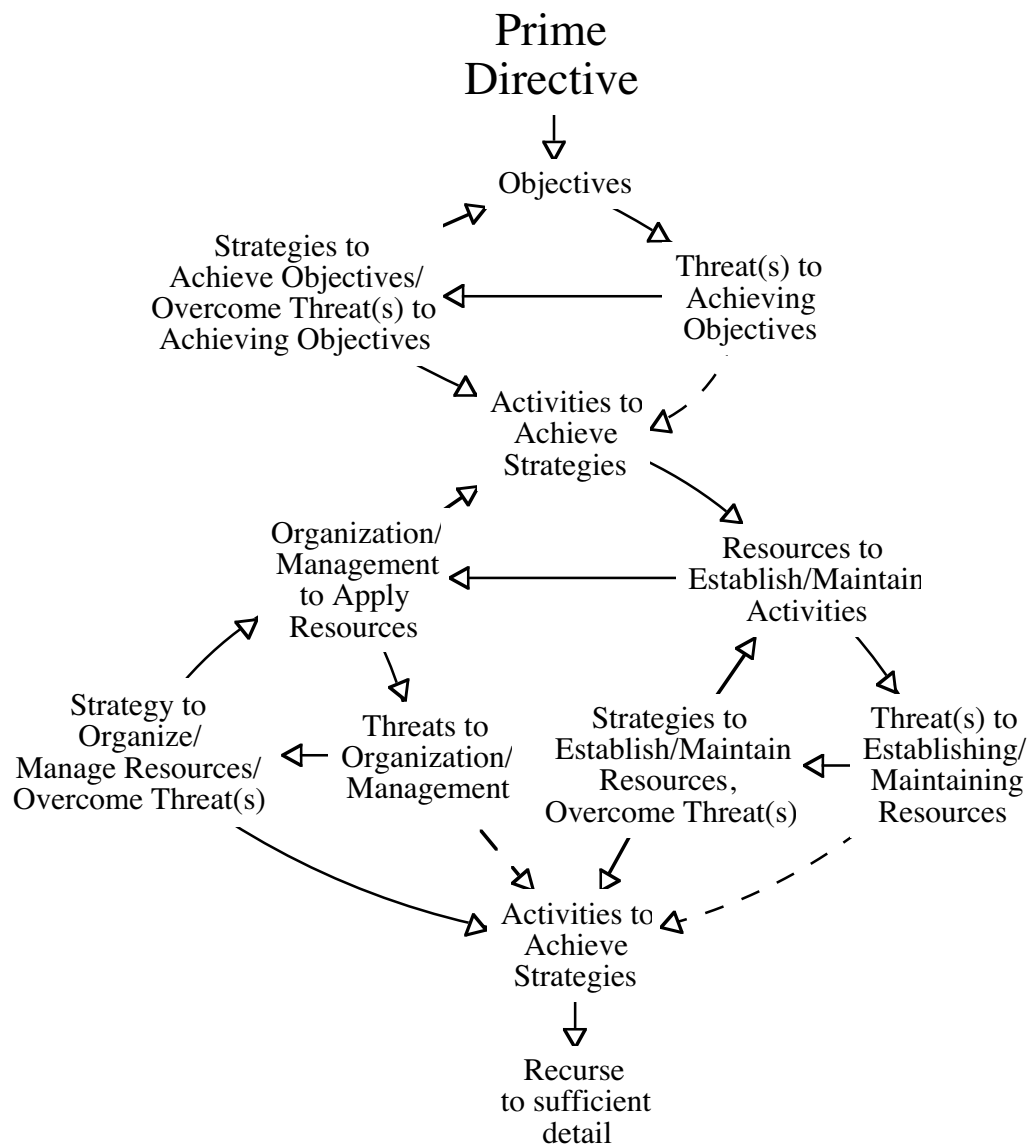 Prime
Directive
Objectives
Strategies to
Achieve Objectives/
Overcome Threat(s) to
Achieving Objectives
Threat(s) to
Achieving
Objectives
Activities to
Achieve
Strategies
Organization/
Management
to Apply
Resources
Resources to
Establish/Maintain
Activities
Strategy to
Organize/
Manage Resources/
Overcome Threat(s)
Threats to
Organization/
Management
Strategies to
Establish/Maintain
Resources,
Overcome Threat(s)
Threat(s) to
Establishing/
Maintaining
Resources
Activities to
Achieve
Strategies
Recurse
to sufficient
detail